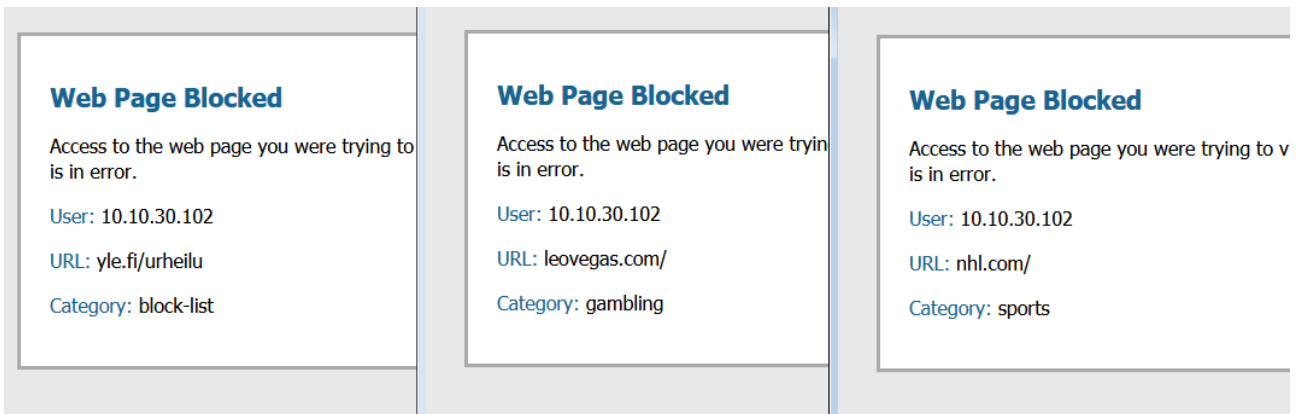 Web Page Blocked
Access to the web page you were trying to
is in error.
User: 10.10.30.102
URL: yle.fi/urheilu
Category: block-list
Web Page Blocked
Access to the web page you were tryin
is in error.
User: 10.10.30.102
URL: leovegas.com/
Category: gambling
Web Page Blocked
Access to the web page you were trying to v
is in error.
User: 10.10.30.102
URL: nhl.com/
Category: sports